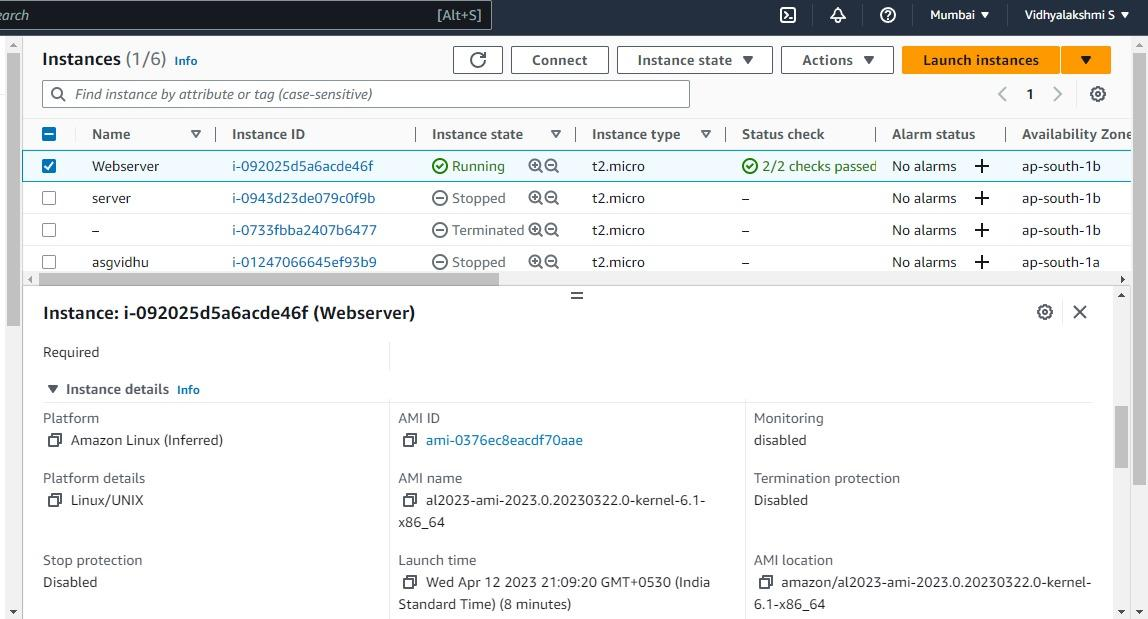 earch [Alt+S] Mumbai ▼ Vidhyalakshmi S ▼
Instances (1/6) Info Connect Instance state ▼ Actions ▼ Launch instances ▼
Find instance by attribute or tag (case-sensitive) 1
Name Instance ID Instance state Instance type Status check Alarm status Availability Zone
Webserver i-092025d5a6acde46f Running t2.micro 2/2 checks passed No alarms + ap-south-1b
server i-0943d23de079c0f9b Stopped t2.micro – No alarms + ap-south-1b
– i-0733fbba2407b6477 Terminated t2.micro – No alarms + ap-south-1b
asgvidhu i-01247066645ef93b9 Stopped t2.micro – No alarms + ap-south-1a
Instance: i-092025d5a6acde46f (Webserver)
Required
▼ Instance details Info
Platform
Amazon Linux (Inferred)
AMI ID
ami-0376ec8eacdf70aae
Monitoring
disabled
Platform details
Linux/UNIX
AMI name
al2023-ami-2023.0.20230322.0-kernel-6.1-
x86_64
Termination protection
Disabled
Stop protection
Disabled
Launch time
Wed Apr 12 2023 21:09:20 GMT+0530 (India
Standard Time) (8 minutes)
AMI location
amazon/al2023-ami-2023.0.20230322.0-kernel-
6.1-x86_64